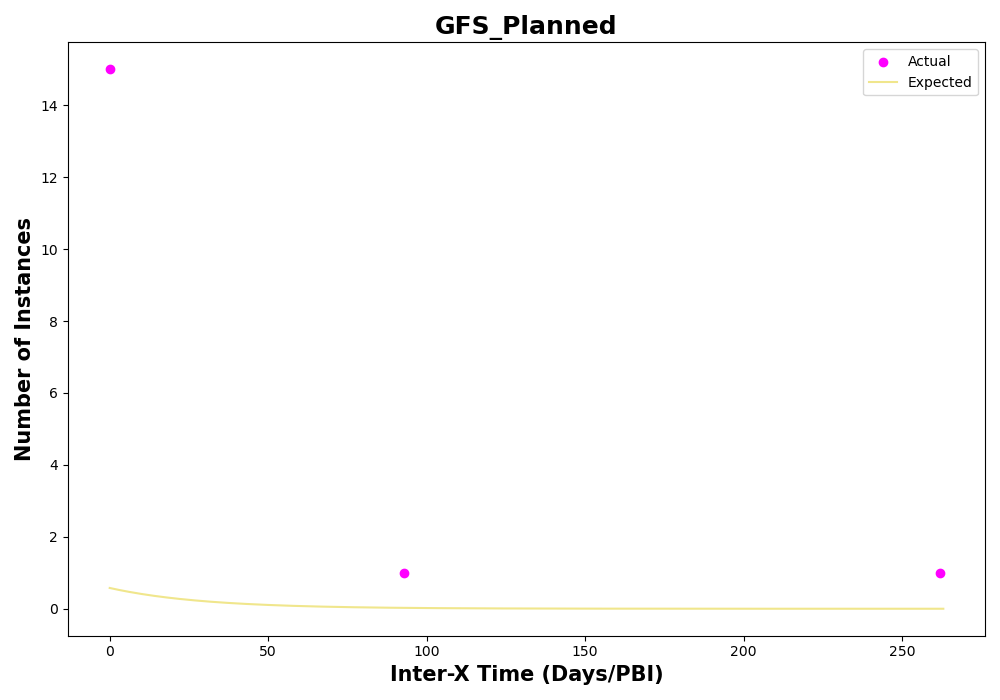 GFS_Planned
Actual
Expected
14
12
10
8
6
4
2
0
Number of Instances
0 50 100 150 200 250
Inter-X Time (Days/PBI)